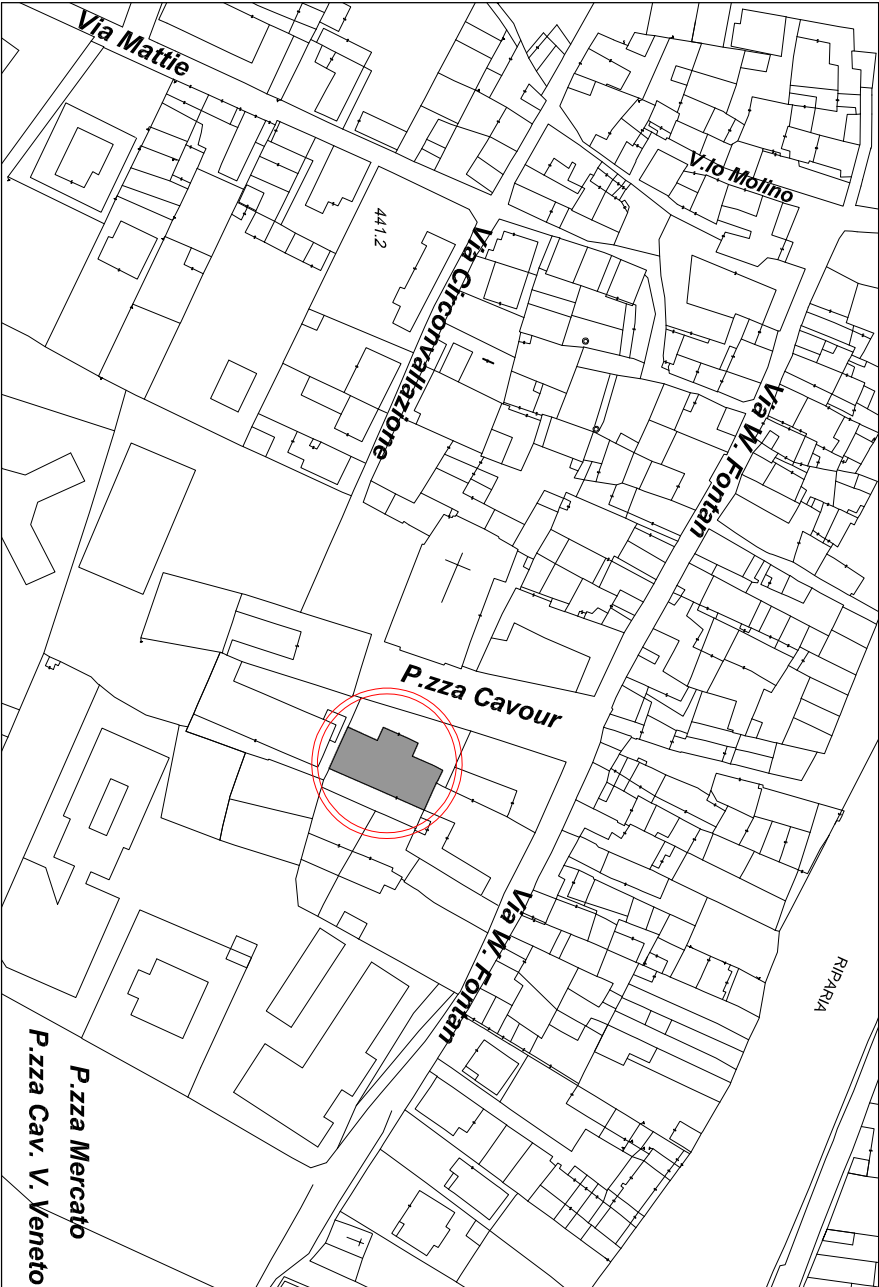 Via Mattie
V.lo Molino
441.2
Via Circonvallazione
Via W. Fontan
P.zza Cavour
Via W. Fontan
RIPARIA
P.zza Mercato
P.zza Cav. V. Veneto